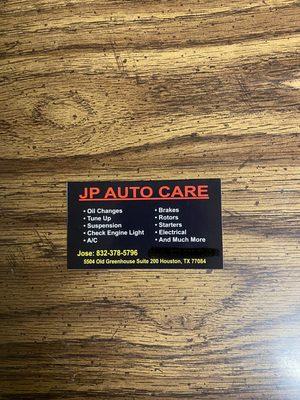 JP AUTO CARE
• Oil Changes
• Tune Up
• Suspension
• Check Engine Light
• A/C
• Brakes
• Rotors
• Starters
• Electrical
• And Much More
Jose: 832-378-5796
5504 Old Greenhouse Suite 200 Houston, TX 77084